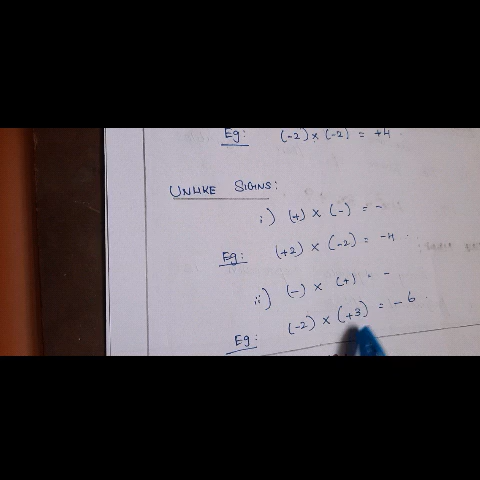 Eg: (-2) × (-2) = +4
UNLIKE SIGNS:
i) (+) × (-) = -
Eg: (+2) × (-2) = -4.
ii) (-) × (+) = -
Eg: (-2) × (+3) = -6.